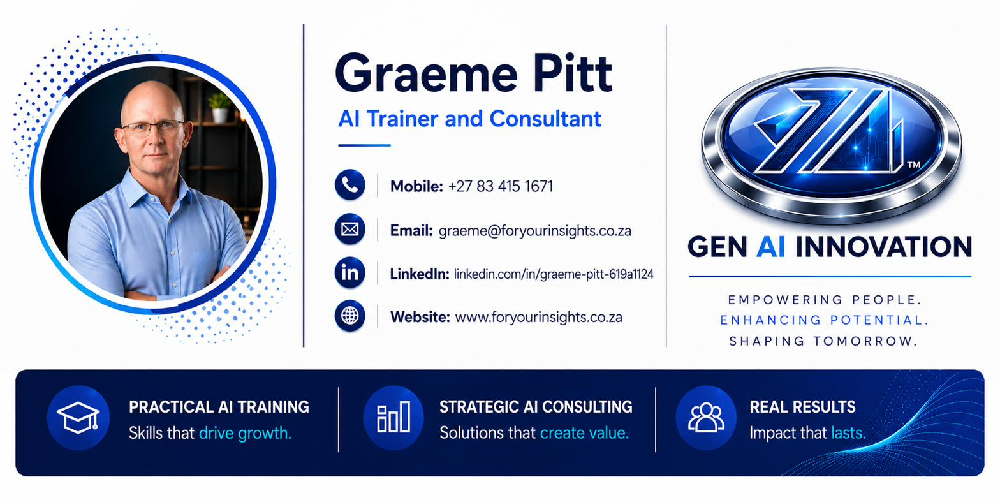 Graeme Pitt
AI Trainer and Consultant
Mobile: +27 83 415 1671
Email: graeme@foryourinsights.co.za
in LinkedIn: linkedin.com/in/graeme-pitt-619a1124
Website: www.foryourinsights.co.za
TM
GEN AI INNOVATION
EMPOWERING PEOPLE.
ENHANCING POTENTIAL.
SHAPING TOMORROW.
PRACTICAL AI TRAINING
Skills that drive growth.
STRATEGIC AI CONSULTING
Solutions that create value.
REAL RESULTS
Impact that lasts.